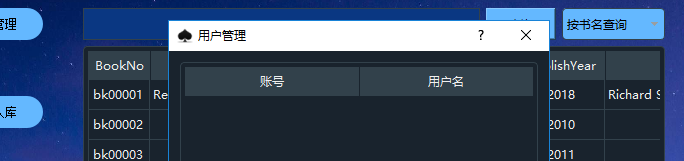 管理
按书名查询
用户管理
?
BookNo
lishYear
账号
用户名
bk00001
Re
2018
Richard S
入库
bk00002
2010
bk00003
2011